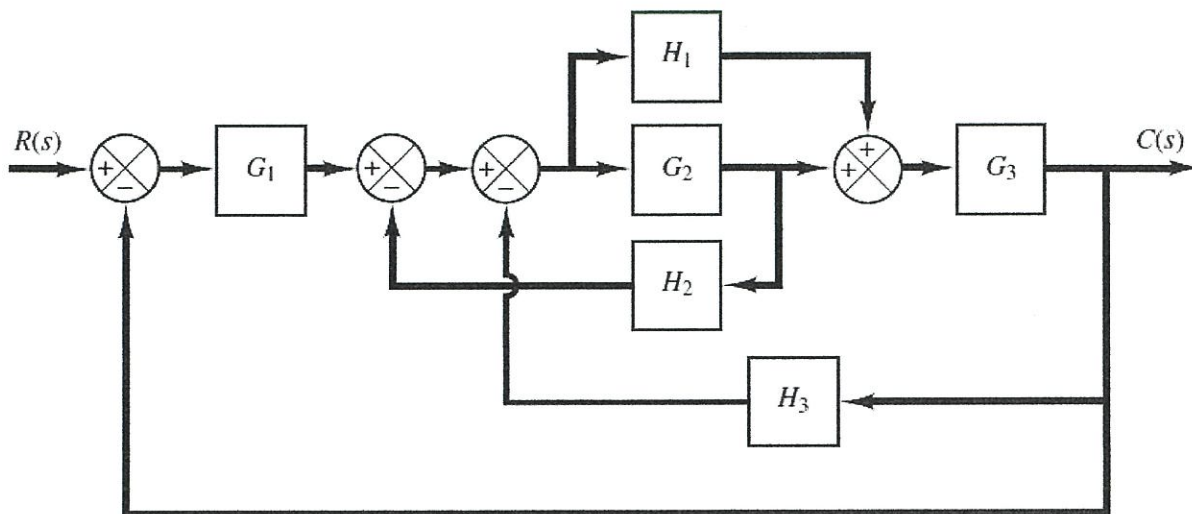 H₁
R(s) + − G₁ + − + − G₂ + + G₃ C(s)
H₂
H₃